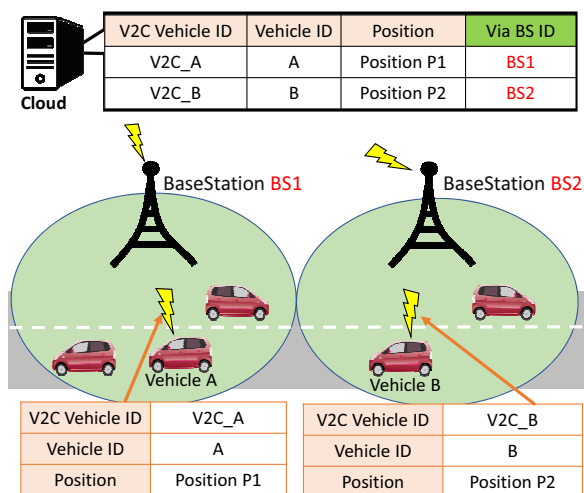 V2C Vehicle ID Vehicle ID Position Via BS ID
V2C_A A Position P1 BS1
V2C_B B Position P2 BS2
Cloud
BaseStation BS1 BaseStation BS2
Vehicle A Vehicle B
V2C Vehicle ID V2C_A
Vehicle ID A
Position Position P1
V2C Vehicle ID V2C_B
Vehicle ID B
Position Position P2